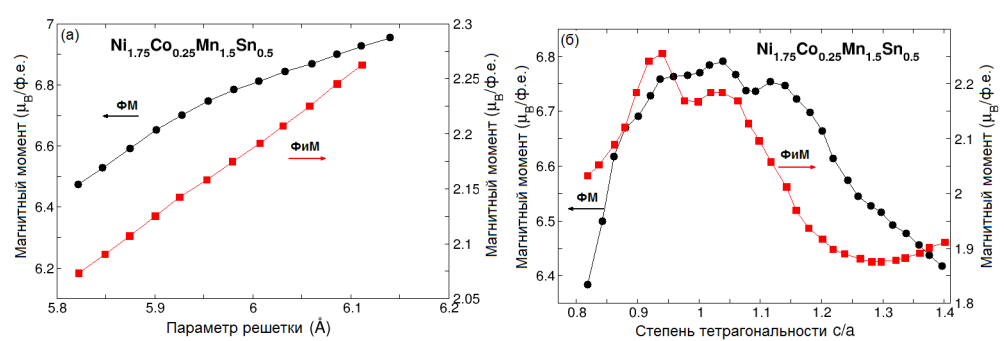 (а)
Ni1.75Co0.25Mn1.5Sn0.5
Магнитный момент (μB/ф.е.)
7
6.8
6.6
6.4
6.2
ФМ
ФиМ
2.3
2.25
2.2
2.15
2.1
2.05
Магнитный момент (μB/ф.е.)
5.8 5.9 6 6.1 6.2
Параметр решетки (Å)
(б)
Ni1.75Co0.25Mn1.5Sn0.5
Магнитный момент (μB/ф.е.)
6.8
6.7
6.6
6.5
6.4
ФМ
ФиМ
2.2
2.1
2
1.9
1.8
Магнитный момент (μB/ф.е.)
0.8 0.9 1 1.1 1.2 1.3 1.4
Степень тетрагональности c/a